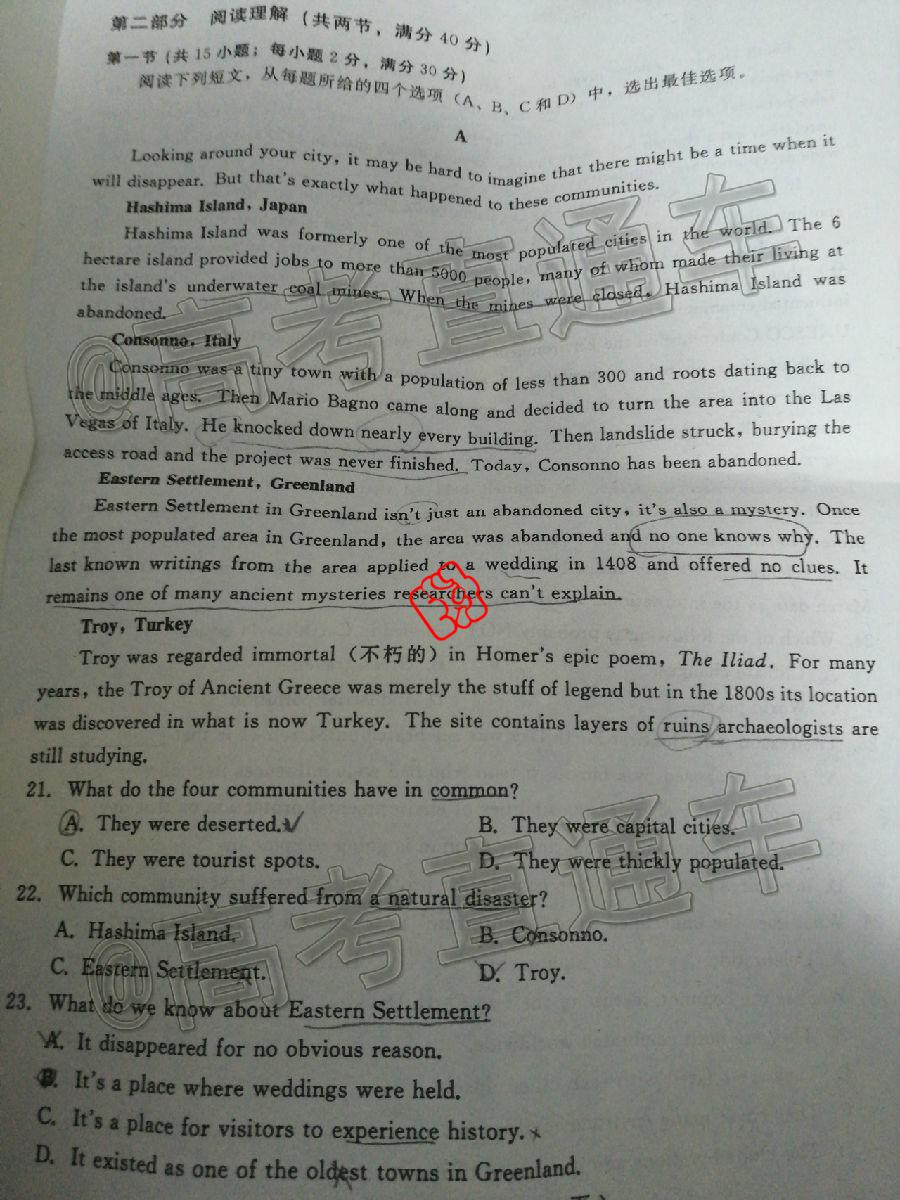 第二部分 阅读理解(共两节,满分40分)
第一节(共15小题;每小题2分,满分30分)
阅读下列短文,从每题所给的四个选项(A、B、C和D)中,选出最佳选项。
A
Looking around your city, it may be hard to imagine that there might be a time when it
will disappear. But that's exactly what happened to these communities.
Hashima Island, Japan
Hashima Island was formerly one of the most populated cities in the world. The 6
hectare island provided jobs to more than 5000 people, many of whom made their living at
the island's underwater coal mines. When the mines were closed, Hashima Island was
abandoned.
Consonno, Italy
Consonno was a tiny town with a population of less than 300 and roots dating back to
the middle ages. Then Mario Bagno came along and decided to turn the area into the Las
Vegas of Italy. He knocked down nearly every building. Then landslide struck, burying the
access road and the project was never finished. Today, Consonno has been abandoned.
Eastern Settlement, Greenland
Eastern Settlement in Greenland isn't just an abandoned city, it's also a mystery. Once
the most populated area in Greenland, the area was abandoned and no one knows why. The
last known writings from the area applied to a wedding in 1408 and offered no clues. It
remains one of many ancient mysteries researchers can't explain.
Troy, Turkey
Troy was regarded immortal(不朽的)in Homer's epic poem, The Iliad. For many
years, the Troy of Ancient Greece was merely the stuff of legend but in the 1800s its location
was discovered in what is now Turkey. The site contains layers of ruins archaeologists are
still studying.
21. What do the four communities have in common?
A. They were deserted. B. They were capital cities.
C. They were tourist spots. D. They were thickly populated.
22. Which community suffered from a natural disaster?
A. Hashima Island. B. Consonno.
C. Eastern Settlement. D. Troy.
23. What do we know about Eastern Settlement?
A. It disappeared for no obvious reason.
B. It's a place where weddings were held.
C. It's a place for visitors to experience history.
D. It existed as one of the oldest towns in Greenland.
@高考直通车
@高考直通车